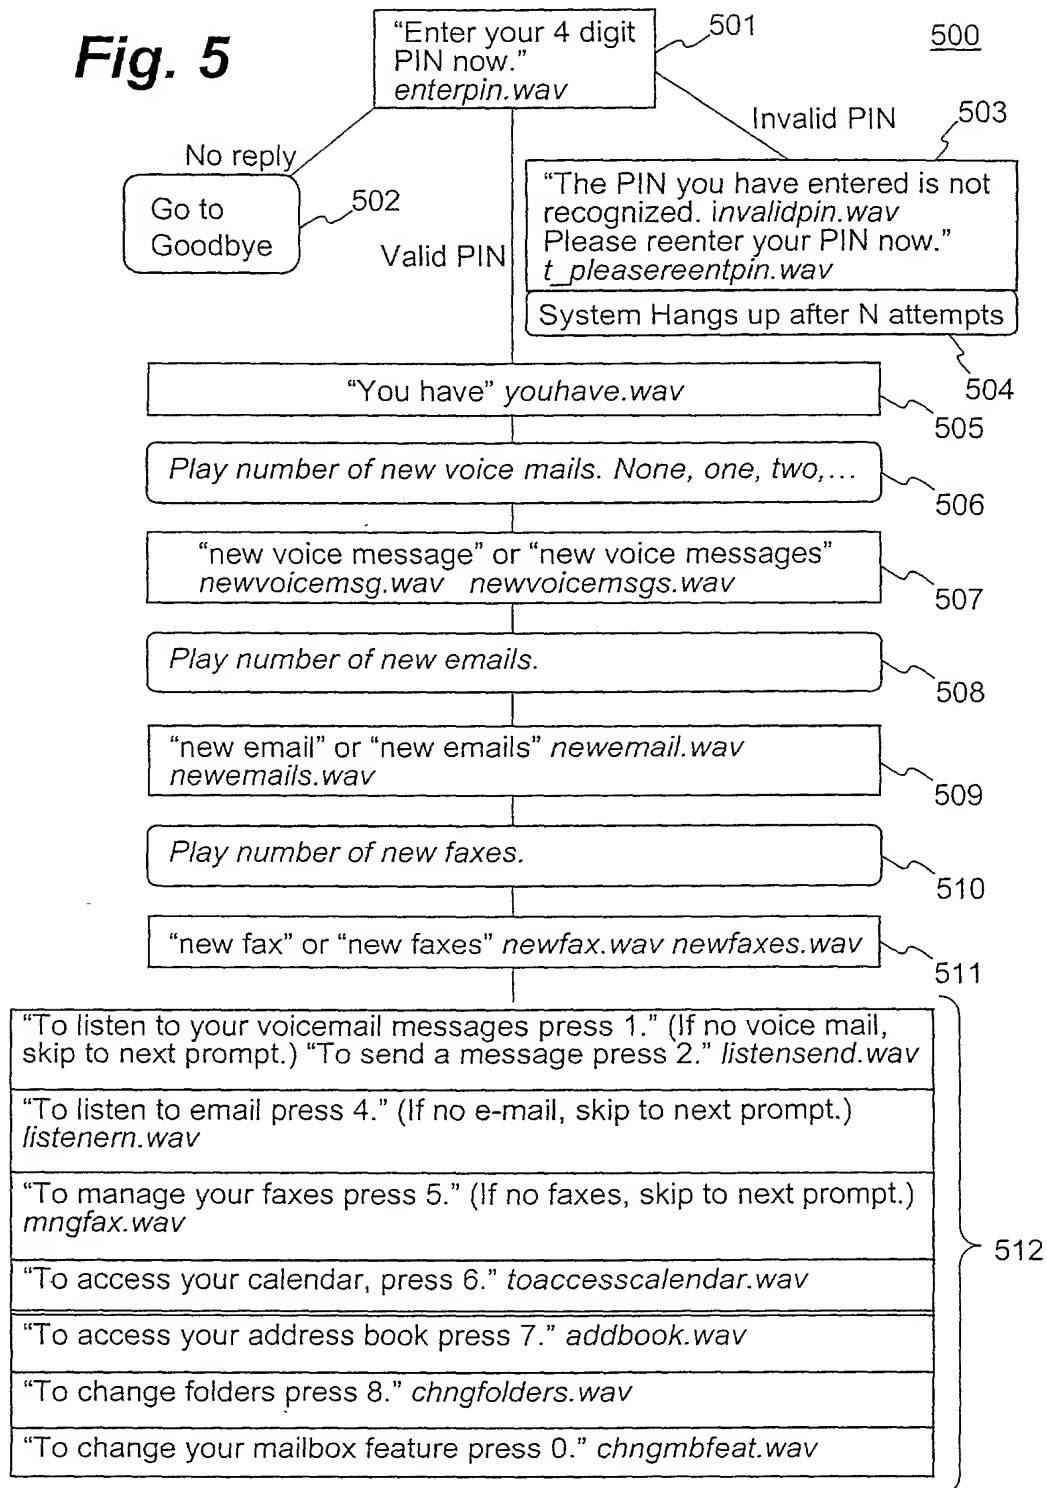 Fig. 5
500
"Enter your 4 digit
PIN now."
enterpin.wav
501
No reply
Go to
Goodbye
502
Valid PIN
Invalid PIN
503
"The PIN you have entered is not
recognized. invalidpin.wav
Please reenter your PIN now."
t_pleasereentpin.wav
System Hangs up after N attempts
504
"You have" youhave.wav
505
Play number of new voice mails. None, one, two,...
506
"new voice message" or "new voice messages"
newvoicemsg.wav newvoicemsgs.wav
507
Play number of new emails.
508
"new email" or "new emails" newemail.wav
newemails.wav
509
Play number of new faxes.
510
"new fax" or "new faxes" newfax.wav newfaxes.wav
511
"To listen to your voicemail messages press 1." (If no voice mail,
skip to next prompt.) "To send a message press 2." listensend.wav
"To listen to email press 4." (If no e-mail, skip to next prompt.)
listenem.wav
"To manage your faxes press 5." (If no faxes, skip to next prompt.)
mngfax.wav
"To access your calendar, press 6." toaccesscalendar.wav
"To access your address book press 7." addbook.wav
"To change folders press 8." chngfolders.wav
"To change your mailbox feature press 0." chngmbfeat.wav
512